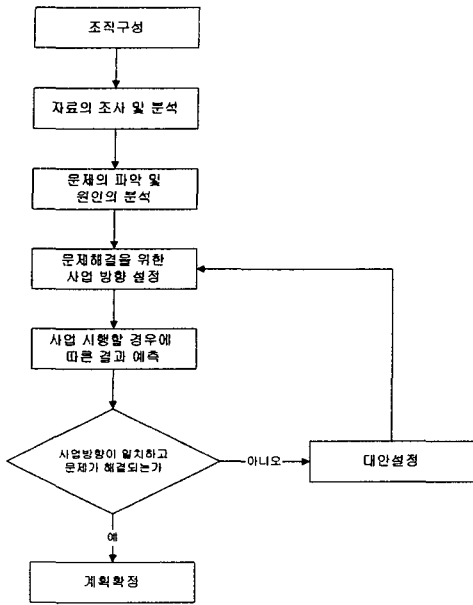 조직구성
자료의 조사 및 분석
문제의 파악 및
원인의 분석
문제해결을 위한
사업 방향 설정
사업 시행할 경우에
따른 결과 예측
사업방향이 일치하고
문제가 해결되는가
아니오
대안설정
예
계획확정